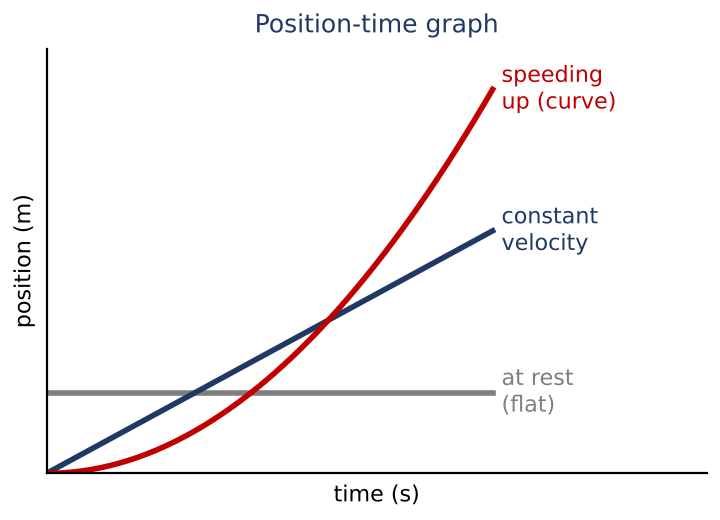 Position-time graph
speeding
up (curve)
constant
velocity
at rest
(flat)
position (m)
time (s)